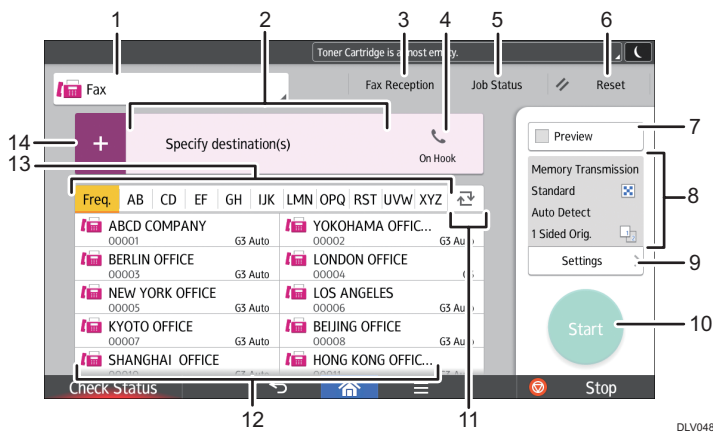 1 2 3 4 5 6
Toner Cartridge is almost empty.
Fax
Fax Reception
Job Status
Reset
14
+
Specify destination(s)
On Hook
Preview
7
13
Memory Transmission
Standard
Auto Detect
1 Sided Orig.
8
Freq. AB CD EF GH IJK LMN OPQ RST UVW XYZ
ABCD COMPANY
00001 G3 Auto
YOKOHAMA OFFIC...
00002 G3 Auto
BERLIN OFFICE
00003 G3 Auto
LONDON OFFICE
00004
Settings
9
NEW YORK OFFICE
00005 G3 Auto
LOS ANGELES
00006 G3 Auto
KYOTO OFFICE
00007 G3 Auto
BEIJING OFFICE
00008 G3 Auto
Start
10
SHANGHAI OFFICE
HONG KONG OFFIC...
Check Status
Stop
12
11
DLV048